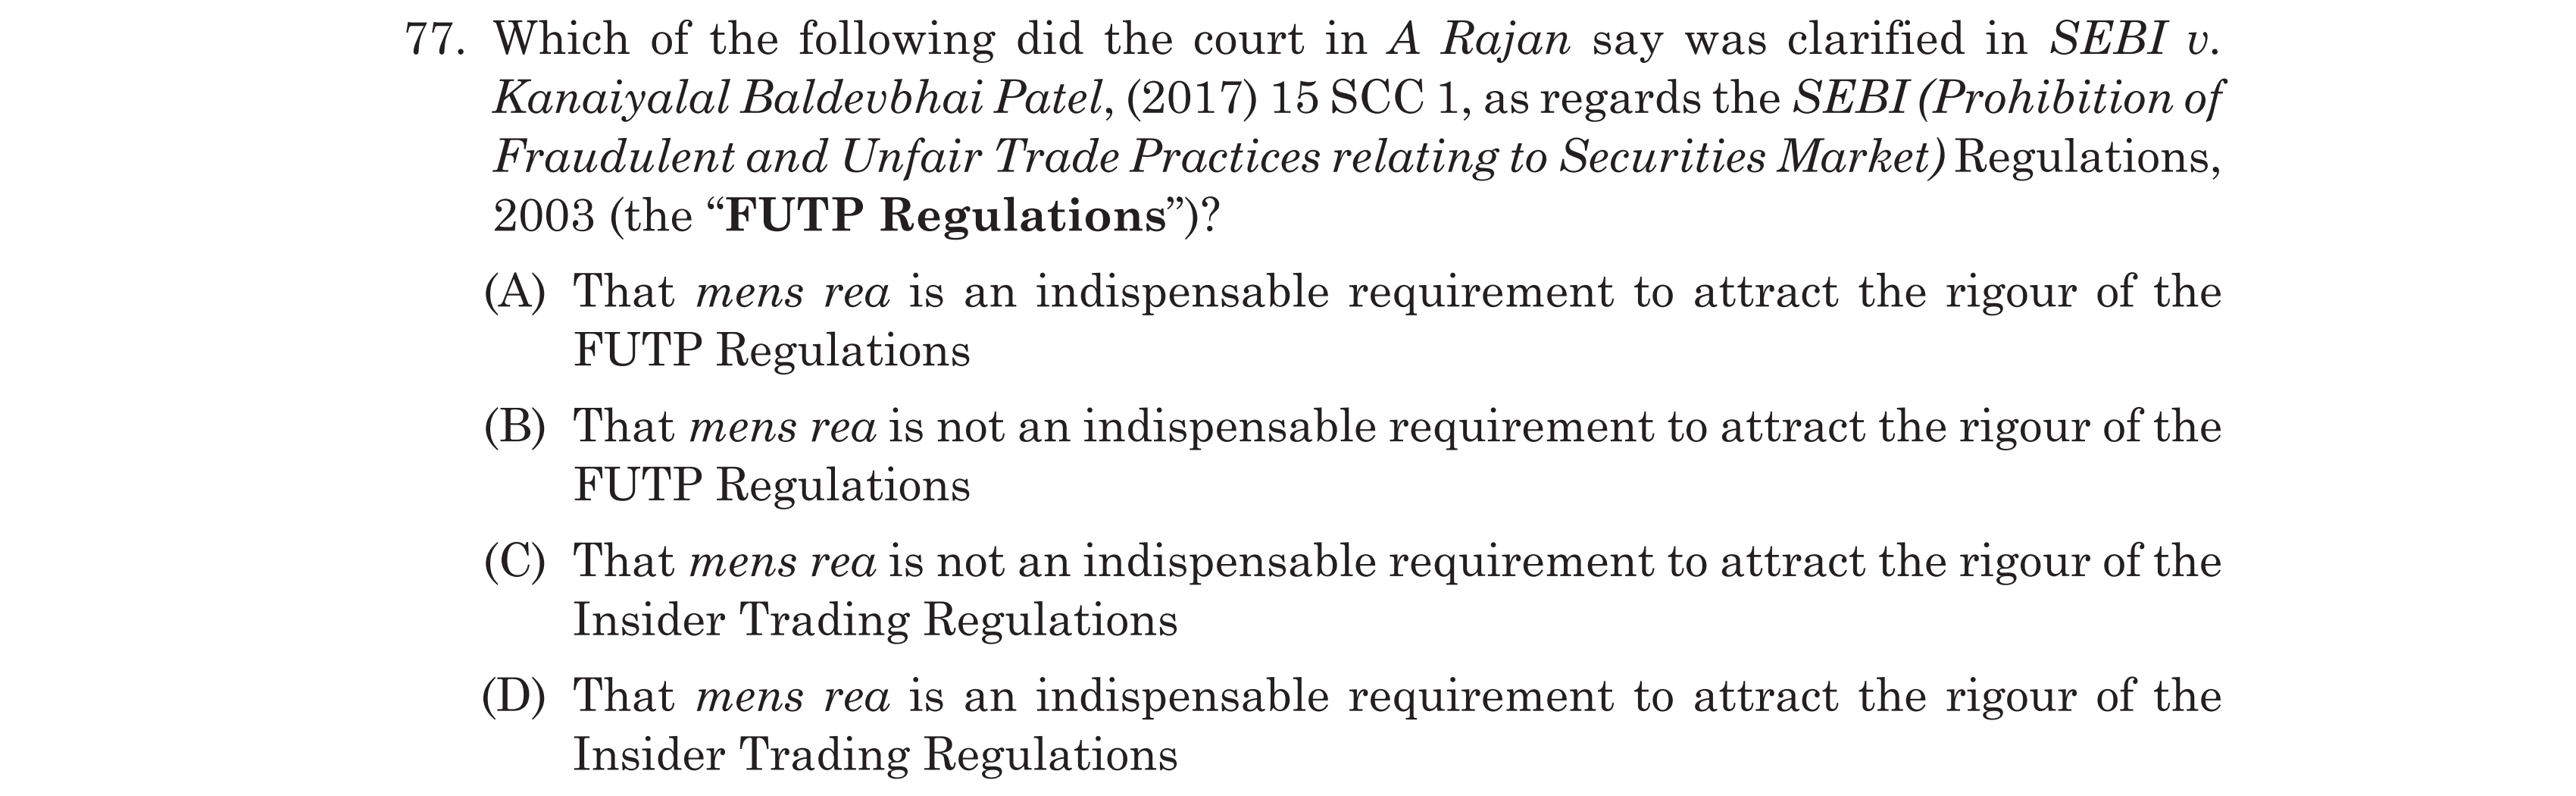 77. Which of the following did the court in A Rajan say was clarified in SEBI v.
Kanaiyalal Baldevbhai Patel, (2017) 15 SCC 1, as regards the SEBI (Prohibition of
Fraudulent and Unfair Trade Practices relating to Securities Market) Regulations,
2003 (the “FUTP Regulations”)?
(A) That mens rea is an indispensable requirement to attract the rigour of the
FUTP Regulations
(B) That mens rea is not an indispensable requirement to attract the rigour of the
FUTP Regulations
(C) That mens rea is not an indispensable requirement to attract the rigour of the
Insider Trading Regulations
(D) That mens rea is an indispensable requirement to attract the rigour of the
Insider Trading Regulations